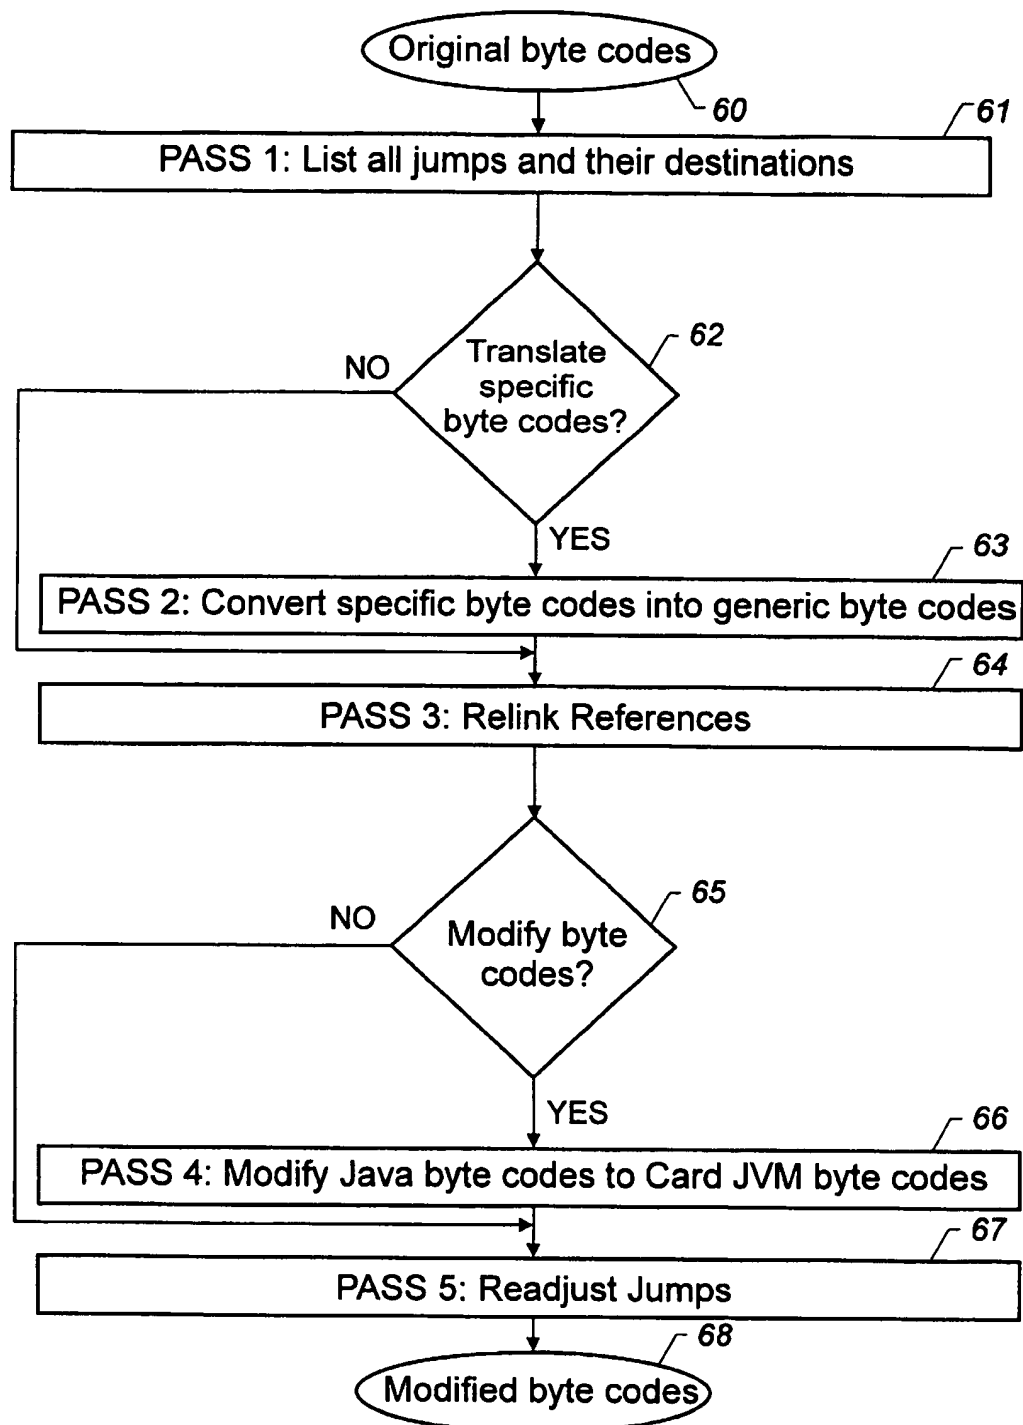 Original byte codes
60
61
PASS 1: List all jumps and their destinations
62
Translate
specific
byte codes?
NO
YES
63
PASS 2: Convert specific byte codes into generic byte codes
64
PASS 3: Relink References
65
NO
Modify byte
codes?
YES
66
PASS 4: Modify Java byte codes to Card JVM byte codes
67
PASS 5: Readjust Jumps
68
Modified byte codes